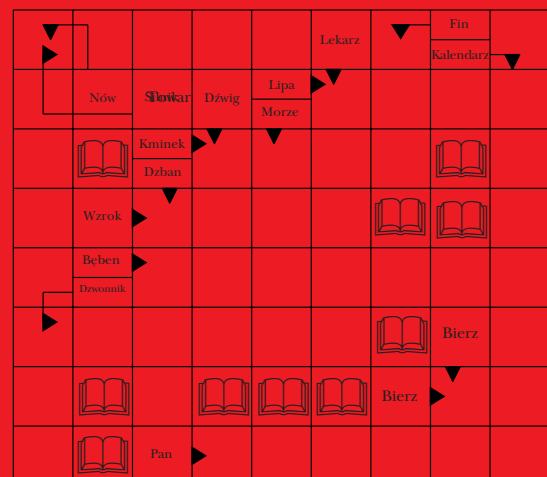 Fin
Lekarz
Kalendarz
Nów
Dźwig
Lipa
Morze
Kminek
Dzban
Wzrok
Bęben
Dzwonnik
Bierz
Bierz
Pan